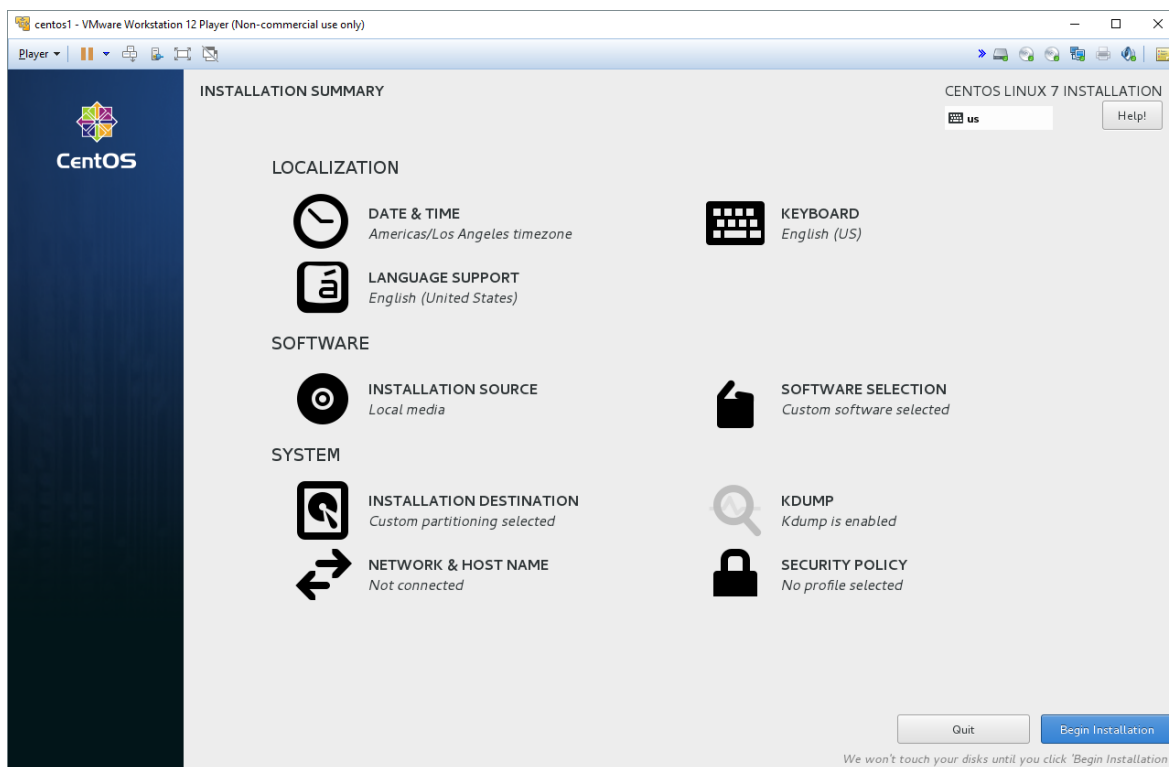 centos1 - VMware Workstation 12 Player (Non-commercial use only)
Player
CentOS
INSTALLATION SUMMARY
CENTOS LINUX 7 INSTALLATION
us
Help!
LOCALIZATION
DATE & TIME
Americas/Los Angeles timezone
KEYBOARD
English (US)
LANGUAGE SUPPORT
English (United States)
SOFTWARE
INSTALLATION SOURCE
Local media
SOFTWARE SELECTION
Custom software selected
SYSTEM
INSTALLATION DESTINATION
Custom partitioning selected
KDUMP
Kdump is enabled
NETWORK & HOST NAME
Not connected
SECURITY POLICY
No profile selected
Quit
Begin Installation
We won't touch your disks until you click 'Begin Installation